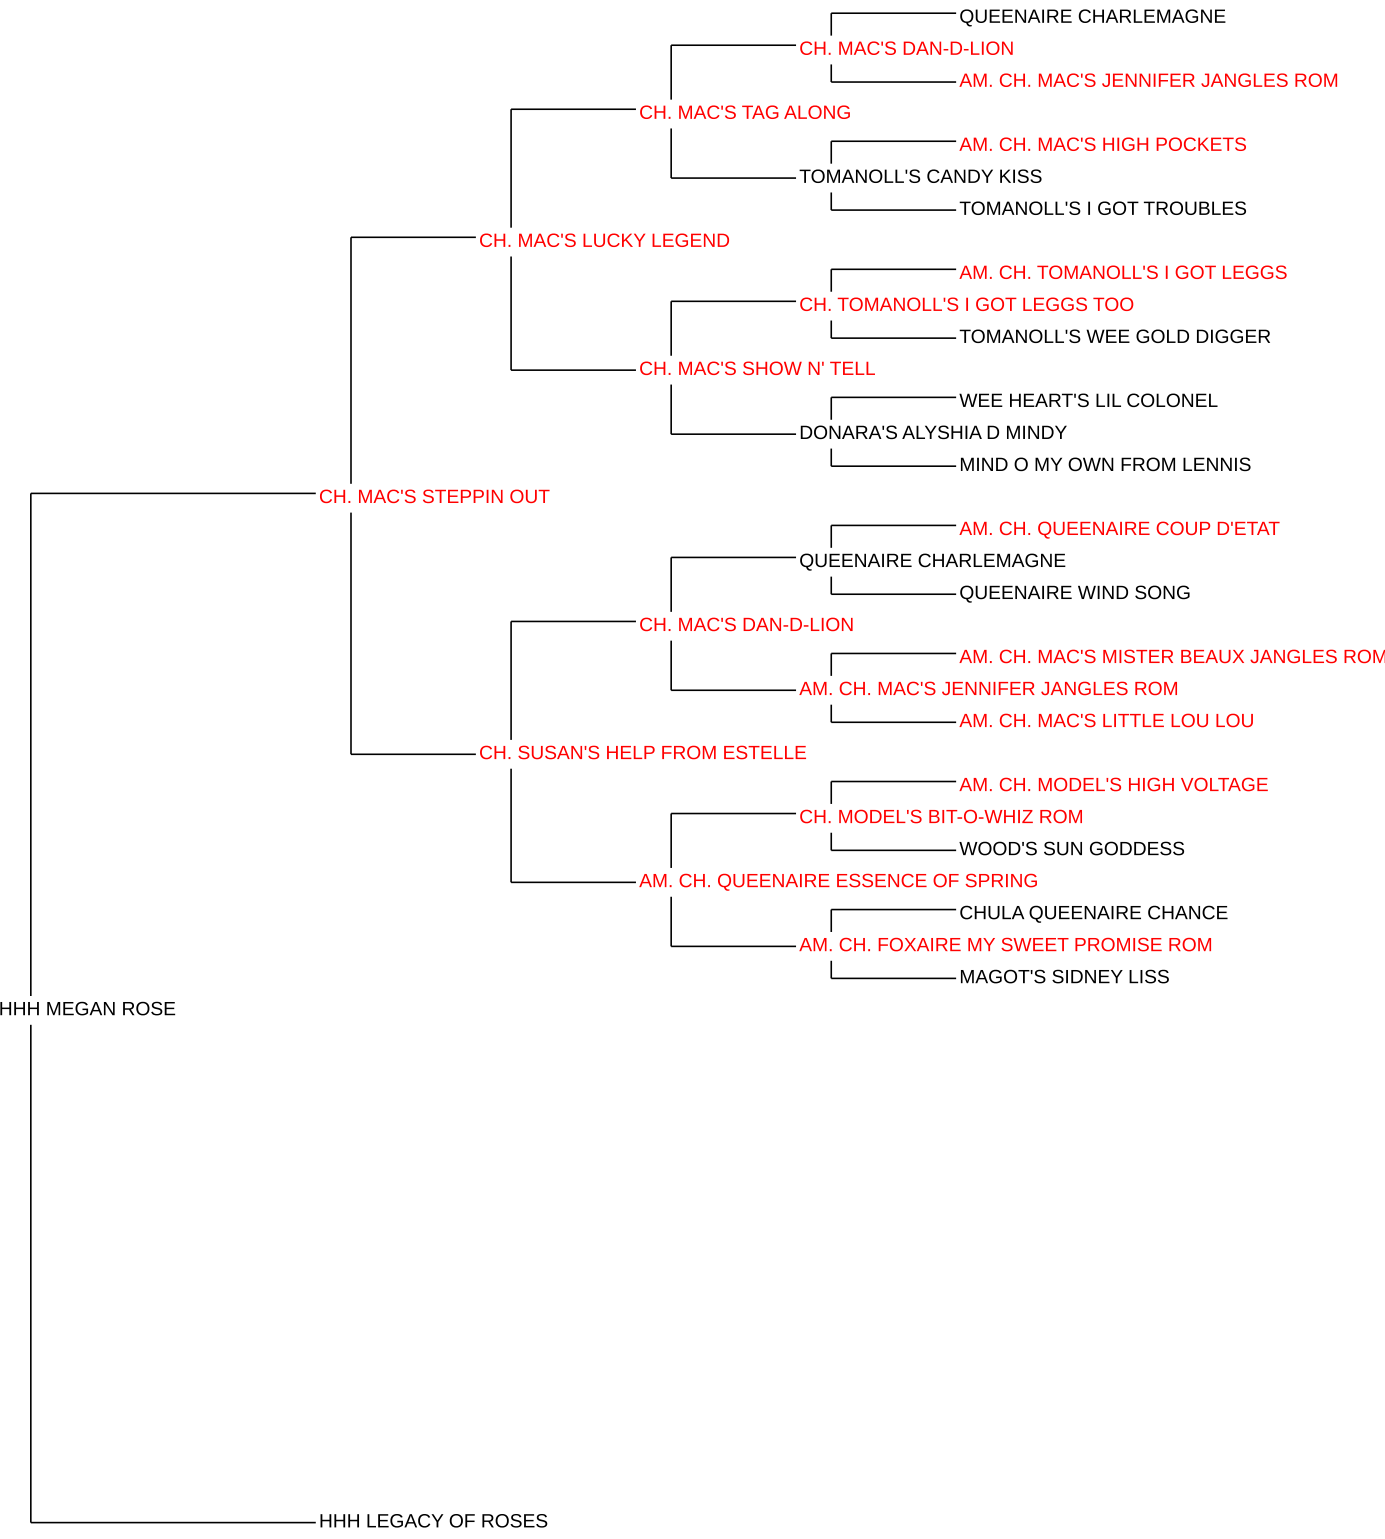 QUEENAIRE CHARLEMAGNE
CH. MAC'S DAN-D-LION
AM. CH. MAC'S JENNIFER JANGLES ROM
CH. MAC'S TAG ALONG
AM. CH. MAC'S HIGH POCKETS
TOMANOLL'S CANDY KISS
TOMANOLL'S I GOT TROUBLES
CH. MAC'S LUCKY LEGEND
AM. CH. TOMANOLL'S I GOT LEGGS
CH. TOMANOLL'S I GOT LEGGS TOO
TOMANOLL'S WEE GOLD DIGGER
CH. MAC'S SHOW N' TELL
WEE HEART'S LIL COLONEL
DONARA'S ALYSHIA D MINDY
MIND O MY OWN FROM LENNIS
CH. MAC'S STEPPIN OUT
AM. CH. QUEENAIRE COUP D'ETAT
QUEENAIRE CHARLEMAGNE
QUEENAIRE WIND SONG
CH. MAC'S DAN-D-LION
AM. CH. MAC'S MISTER BEAUX JANGLES ROM
AM. CH. MAC'S JENNIFER JANGLES ROM
AM. CH. MAC'S LITTLE LOU LOU
CH. SUSAN'S HELP FROM ESTELLE
AM. CH. MODEL'S HIGH VOLTAGE
CH. MODEL'S BIT-O-WHIZ ROM
WOOD'S SUN GODDESS
AM. CH. QUEENAIRE ESSENCE OF SPRING
CHULA QUEENAIRE CHANCE
AM. CH. FOXAIRE MY SWEET PROMISE ROM
MAGOT'S SIDNEY LISS
HHH MEGAN ROSE
HHH LEGACY OF ROSES